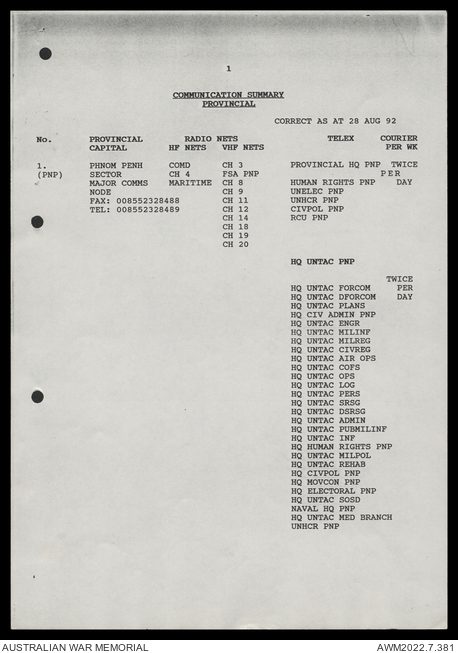 1
COMMUNICATION SUMMARY
PROVINCIAL
CORRECT AS AT 28 AUG 92
No. PROVINCIAL RADIO NETS TELEX COURIER
CAPITAL HF NETS VHF NETS PER WK
1. PHNOM PENH COMD CH 3 PROVINCIAL HQ PNP TWICE
(PNP) SECTOR CH 4 FSA PNP PER
MAJOR COMMS MARITIME CH 8 HUMAN RIGHTS PNP DAY
NODE CH 9 UNELEC PNP
FAX: 008552328488 CH 11 UNHCR PNP
TEL: 008552328489 CH 12 CIVPOL PNP
CH 14 RCU PNP
CH 18
CH 19
CH 20
HQ UNTAC PNP
TWICE
HQ UNTAC FORCOM PER
HQ UNTAC DFORCOM DAY
HQ UNTAC PLANS
HQ CIV ADMIN PNP
HQ UNTAC ENGR
HQ UNTAC MILINF
HQ UNTAC MILREG
HQ UNTAC CIVREG
HQ UNTAC AIR OPS
HQ UNTAC COFS
HQ UNTAC OPS
HQ UNTAC LOG
HQ UNTAC PERS
HQ UNTAC SRSG
HQ UNTAC DSRSG
HQ UNTAC ADMIN
HQ UNTAC PUBMILINF
HQ UNTAC INF
HQ HUMAN RIGHTS PNP
HQ UNTAC MILPOL
HQ UNTAC REHAB
HQ CIVPOL PNP
HQ MOVCON PNP
HQ ELECTORAL PNP
HQ UNTAC SOSD
NAVAL HQ PNP
HQ UNTAC MED BRANCH
UNHCR PNP
AUSTRALIAN WAR MEMORIAL AWM2022.7.381